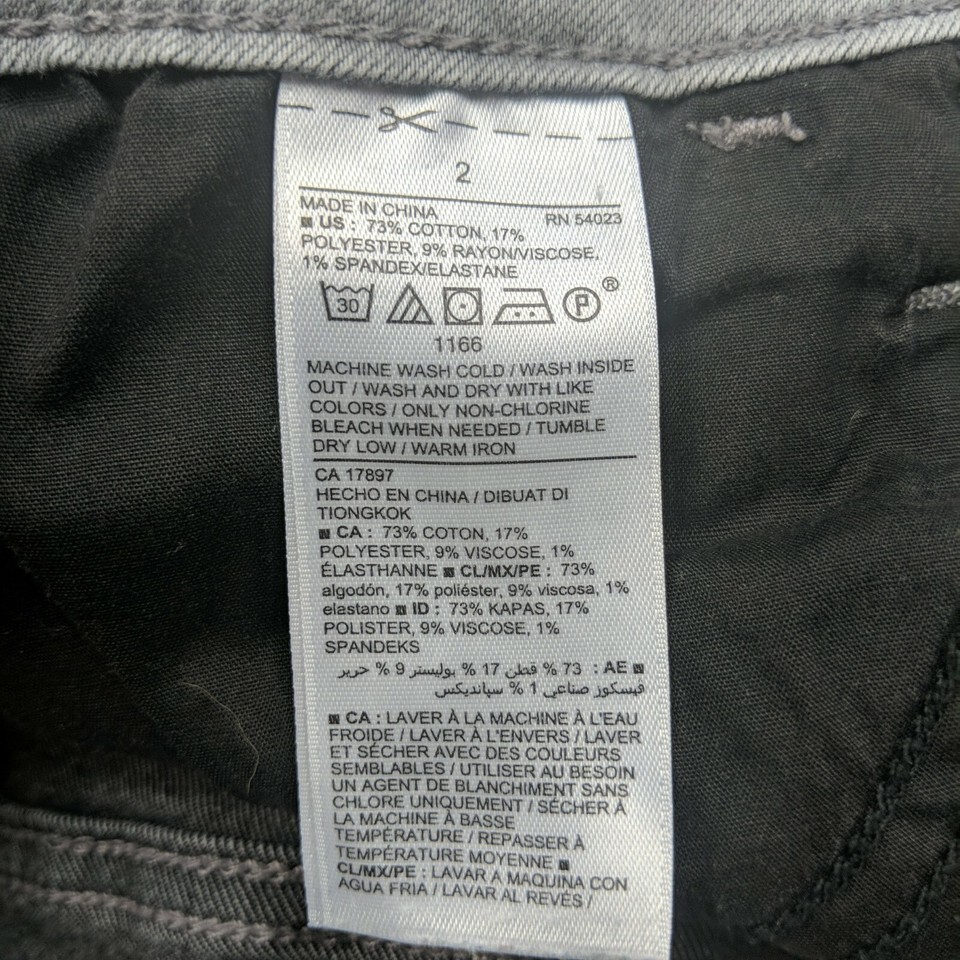 2
MADE IN CHINA RN 54023
US : 73% COTTON, 17%
POLYESTER, 9% RAYON/VISCOSE,
1% SPANDEX/ELASTANE
30 P ®
1166
MACHINE WASH COLD / WASH INSIDE
OUT / WASH AND DRY WITH LIKE
COLORS / ONLY NON-CHLORINE
BLEACH WHEN NEEDED / TUMBLE
DRY LOW / WARM IRON
CA 17897
HECHO EN CHINA / DIBUAT DI
TIONGKOK
CA : 73% COTON, 17%
POLYESTER, 9% VISCOSE, 1%
ÉLASTHANNE CL/MX/PE : 73%
algodón, 17% poliéster, 9% viscosa, 1%
elastano ID : 73% KAPAS, 17%
POLISTER, 9% VISCOSE, 1%
SPANDEKS
AE : 73 % قطن 17 % بوليستر 9 % حرير
فيسكوز صناعي 1 % سپانديكس
CA : LAVER À LA MACHINE À L'EAU
FROIDE / LAVER À L'ENVERS / LAVER
ET SÉCHER AVEC DES COULEURS
SEMBLABLES / UTILISER AU BESOIN
UN AGENT DE BLANCHIMENT SANS
CHLORE UNIQUEMENT / SÉCHER À
LA MACHINE À BASSE
TEMPÉRATURE / REPASSER À
TEMPÉRATURE MOYENNE
CL/MX/PE : LAVAR A MAQUINA CON
AGUA FRIA / LAVAR AL REVÉS /